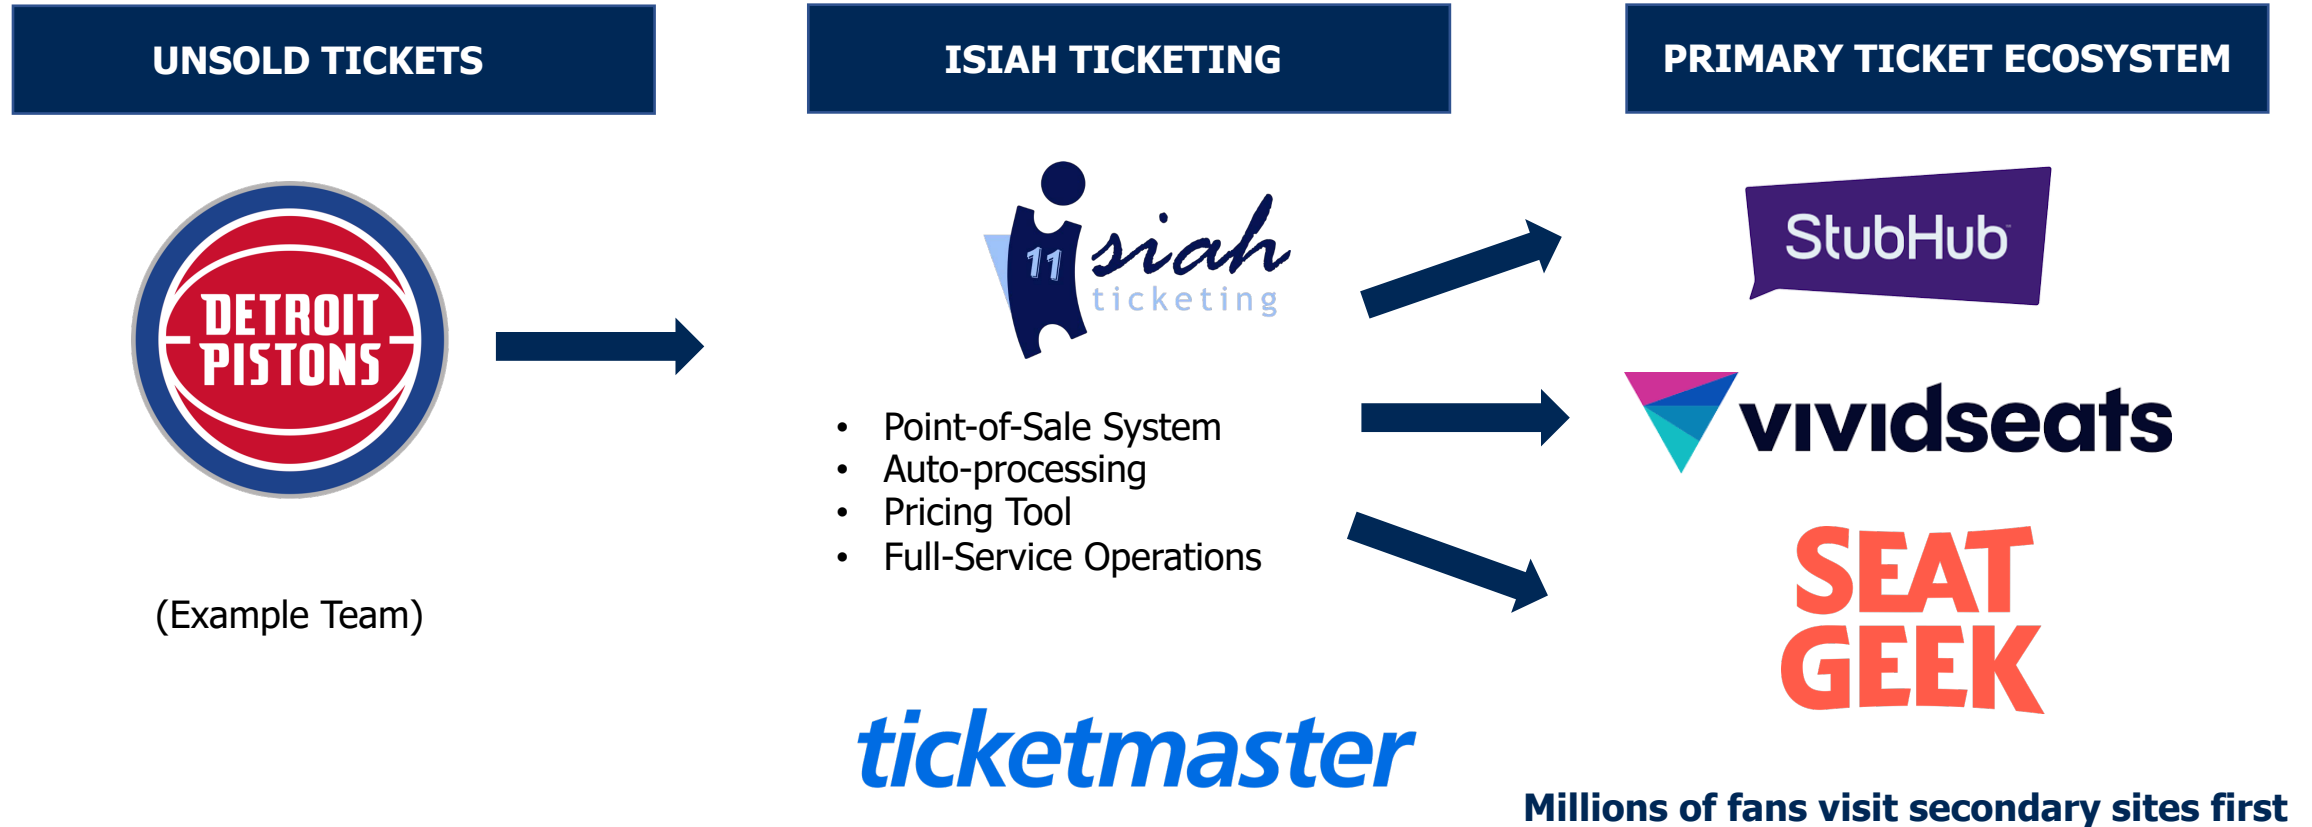 UNSOLD TICKETS
DETROIT
PISTONS
(Example Team)
ISIAH TICKETING
11 siah
ticketing
• Point-of-Sale System
• Auto-processing
• Pricing Tool
• Full-Service Operations
ticketmaster
PRIMARY TICKET ECOSYSTEM
StubHub
vividseats
SEAT
GEEK
Millions of fans visit secondary sites first